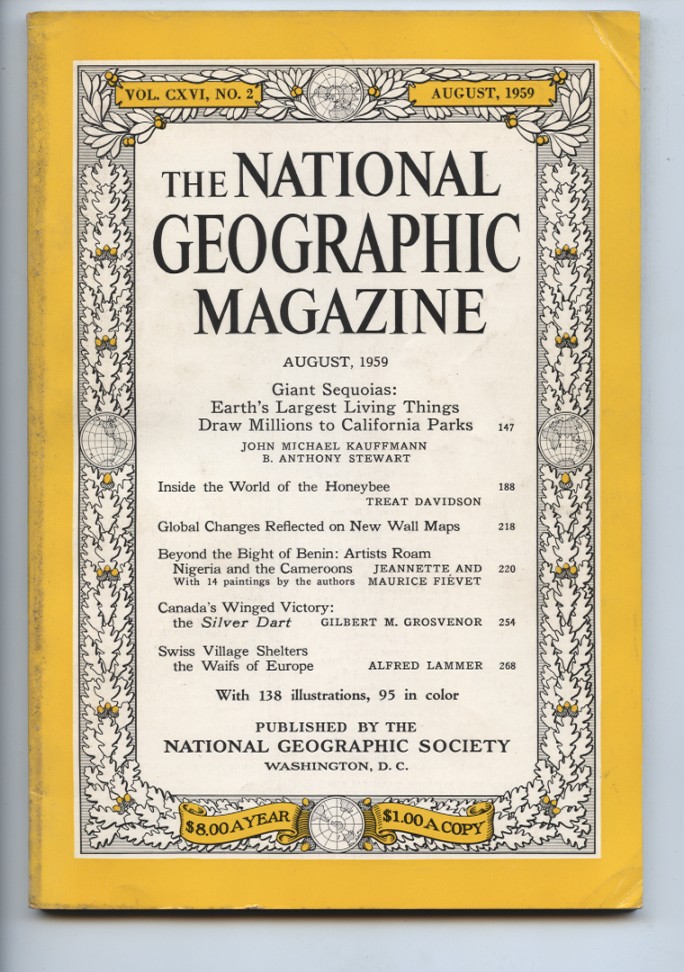 VOL. CXVI, NO. 2
AUGUST, 1959
THE NATIONAL
GEOGRAPHIC
MAGAZINE
AUGUST, 1959
Giant Sequoias:
Earth's Largest Living Things
Draw Millions to California Parks 147
JOHN MICHAEL KAUFFMANN
B. ANTHONY STEWART
Inside the World of the Honeybee 188
TREAT DAVIDSON
Global Changes Reflected on New Wall Maps 218
Beyond the Bight of Benin: Artists Roam
Nigeria and the Cameroons JEANNETTE AND 220
With 14 paintings by the authors MAURICE FIÉVET
Canada's Winged Victory:
the Silver Dart GILBERT M. GROSVENOR 254
Swiss Village Shelters
the Waifs of Europe ALFRED LAMMER 268
With 138 illustrations, 95 in color
PUBLISHED BY THE
NATIONAL GEOGRAPHIC SOCIETY
WASHINGTON, D. C.
$8.00 A YEAR
$1.00 A COPY